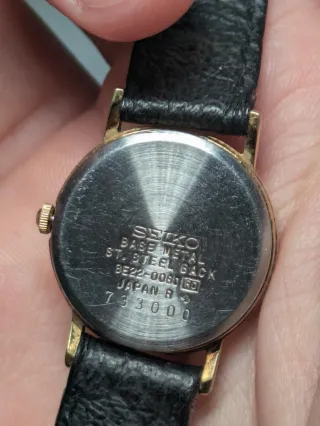 SEIKO
BASE METAL
ST. STEEL BACK
JAPAN
733000